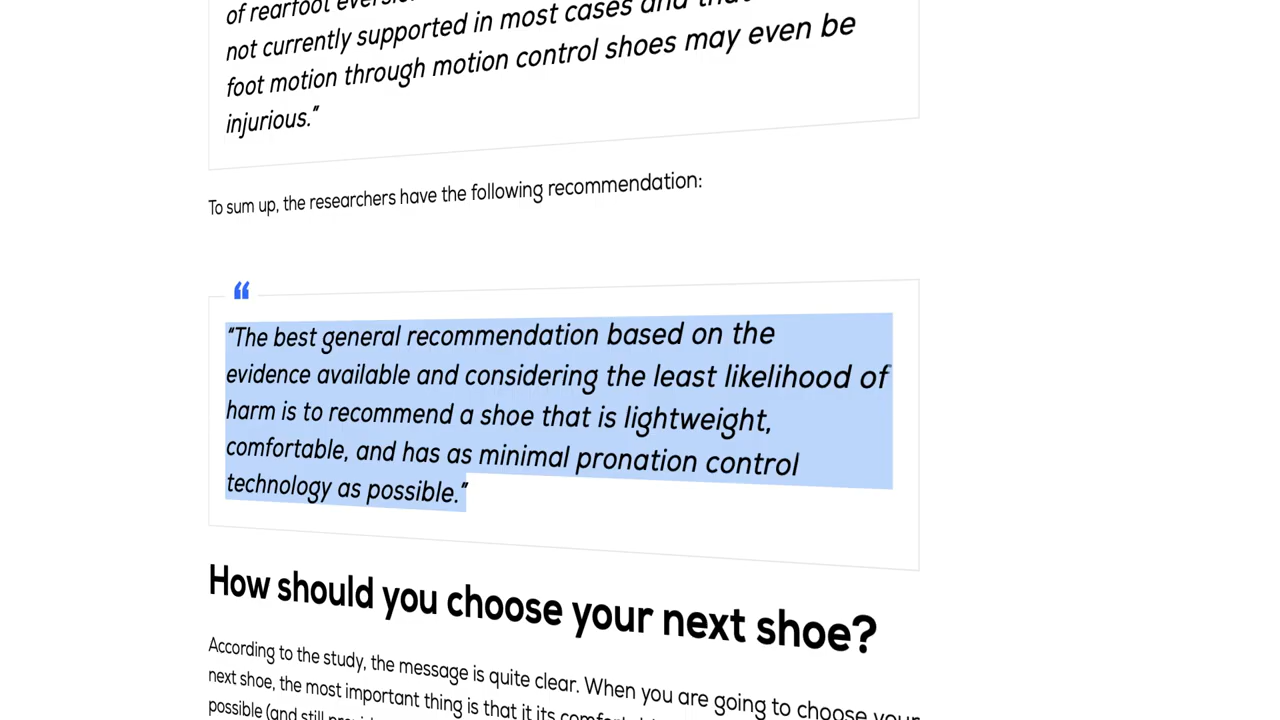 of rearfoot
not currently supported in most cases and
foot motion through motion control shoes may even be
injurious.”
To sum up, the researchers have the following recommendation:
“
“The best general recommendation based on the
evidence available and considering the least likelihood of
harm is to recommend a shoe that is lightweight,
comfortable, and has as minimal pronation control
technology as possible.”
How should you choose your next shoe?
According to the study, the message is quite clear. When you are going to choose your
next shoe, the most important thing is that it its
possible (and still